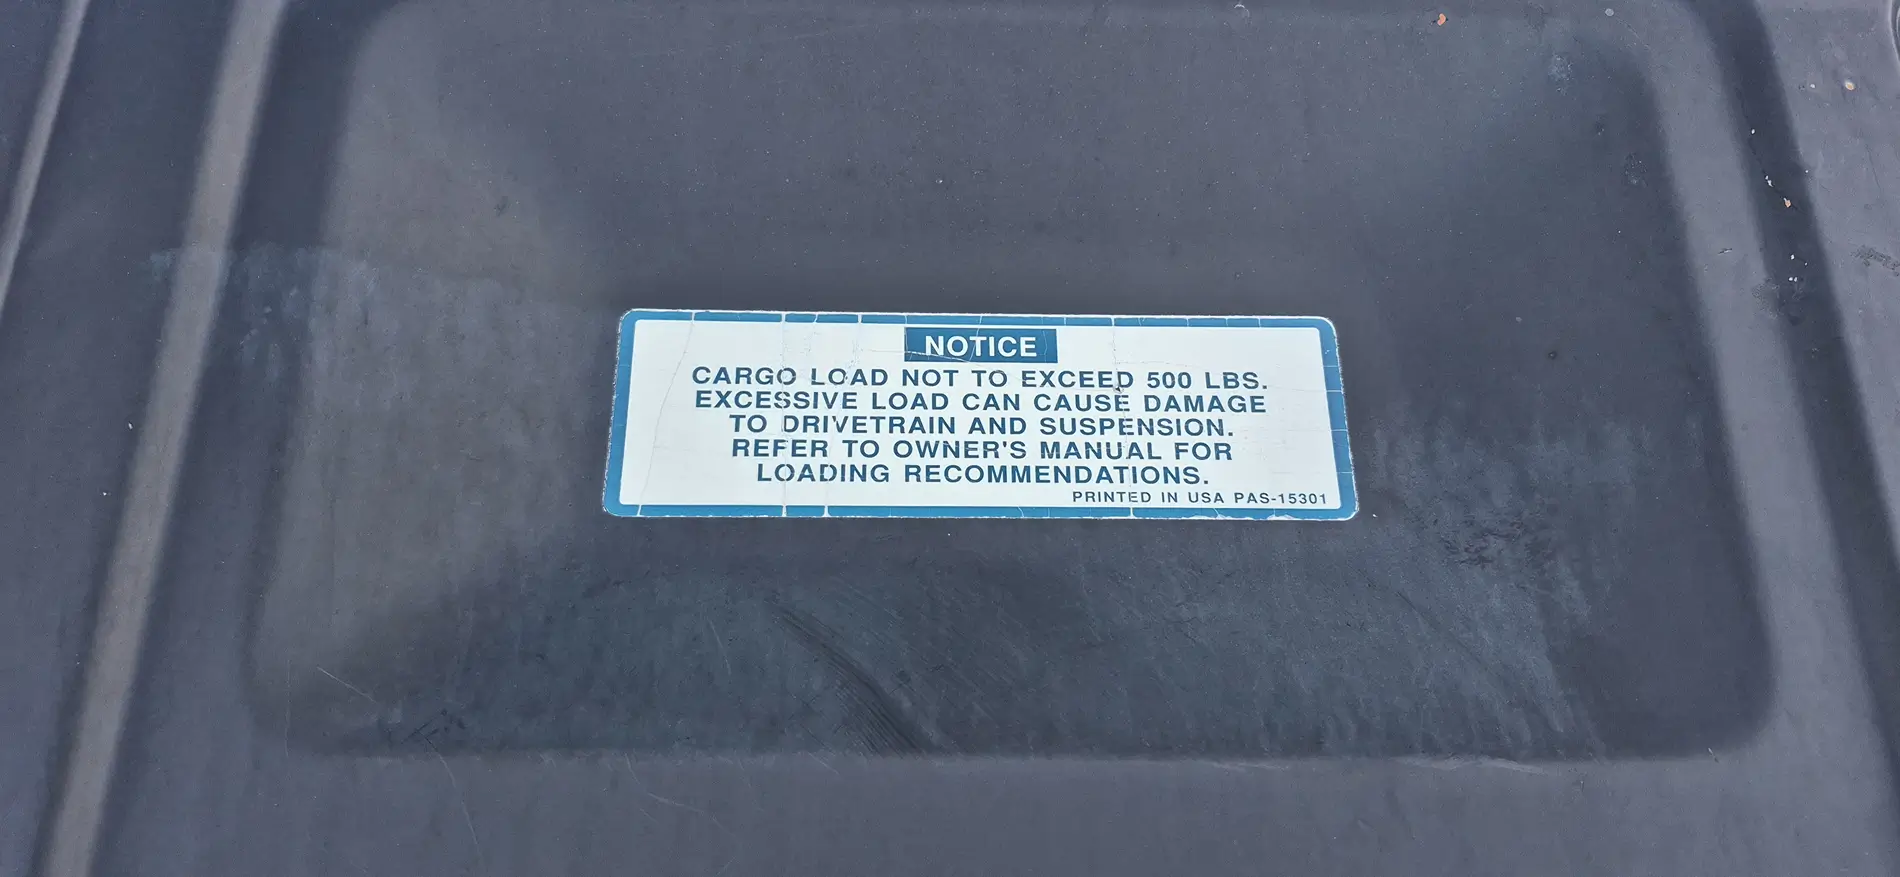 NOTICE
CARGO LOAD NOT TO EXCEED 500 LBS.
EXCESSIVE LOAD CAN CAUSE DAMAGE
TO DRIVETRAIN AND SUSPENSION.
REFER TO OWNER'S MANUAL FOR
LOADING RECOMMENDATIONS.
PRINTED IN USA PAS-15301